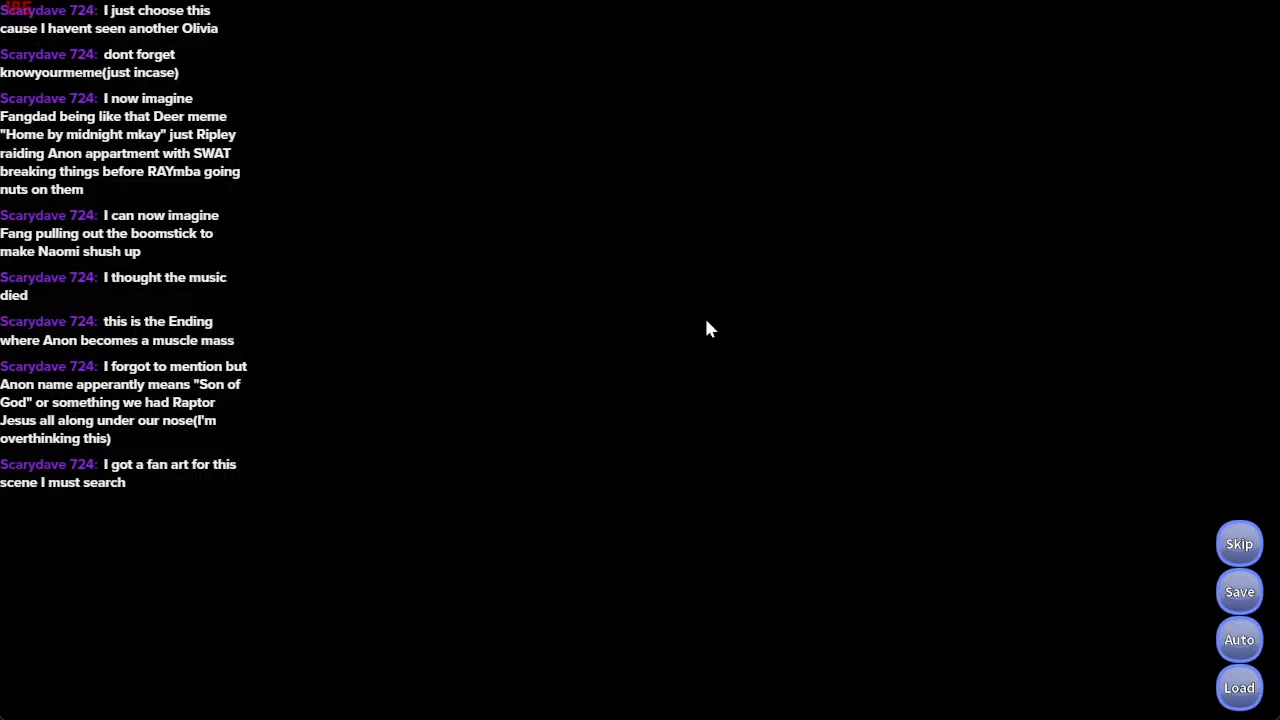 Scarydave 724: I just choose this
cause I havent seen another Olivia
Scarydave 724: dont forget
knowyourmeme(just incase)
Scarydave 724: I now imagine
Fangdad being like that Deer meme
"Home by midnight mkay" just Ripley
raiding Anon appartment with SWAT
breaking things before RAYmba going
nuts on them
Scarydave 724: I can now imagine
Fang pulling out the boomstick to
make Naomi shush up
Scarydave 724: I thought the music
died
Scarydave 724: this is the Ending
where Anon becomes a muscle mass
Scarydave 724: I forgot to mention but
Anon name apperantly means "Son of
God" or something we had Raptor
Jesus all along under our nose(I'm
overthinking this)
Scarydave 724: I got a fan art for this
scene I must search
Skip
Save
Auto
Load